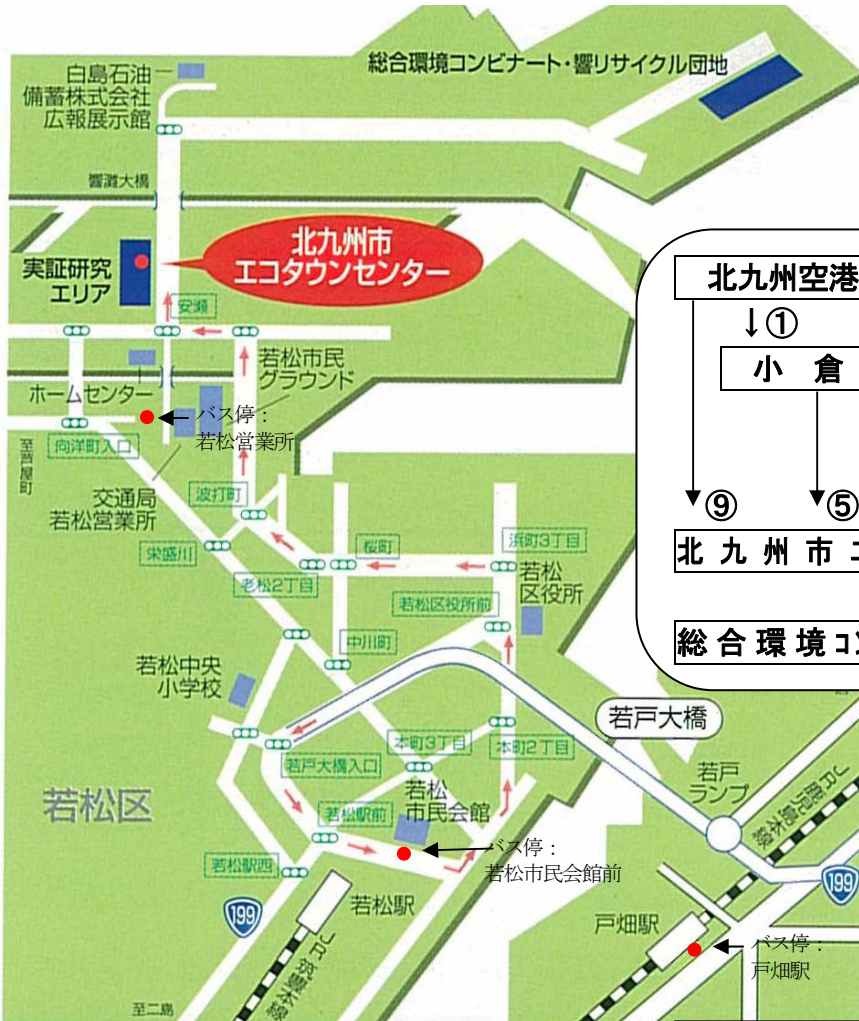 白島石油
備蓄株式会社
広報展示館
総合環境コンビナート・響リサイクル団地
響灘大橋
実証研究
エリア
北九州市
エコタウンセンター
安瀬
北九州空港
↓①
小倉
⑨
⑤
北九州市エ
総合環境コン
若松市民
グラウンド
ホームセンター
バス停：
若松営業所
向洋町入口
至芦屋町
交通局
若松営業所
波打町
栄盛川
老松2丁目
桜町
浜町3丁目
若松
区役所
若松区役所前
中川町
若松中央
小学校
若戸大橋
若戸大橋入口
本町3丁目
本町2丁目
若戸
ランプ
JR鹿児島本線
若松区
若松
市民会館
若松駅前
バス停：
若松市民会館前
若松駅西
199
若松駅
199
戸畑駅
バス停：
戸畑駅
JR筑豊本線
至二島